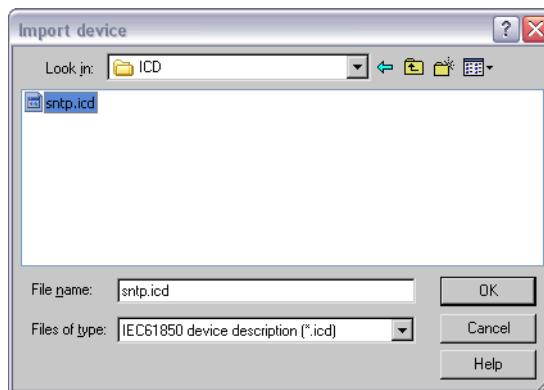 Import device
Look in: ICD
sntp.icd
File name: sntp.icd OK
Files of type: IEC61850 device description (*.icd) Cancel
Help